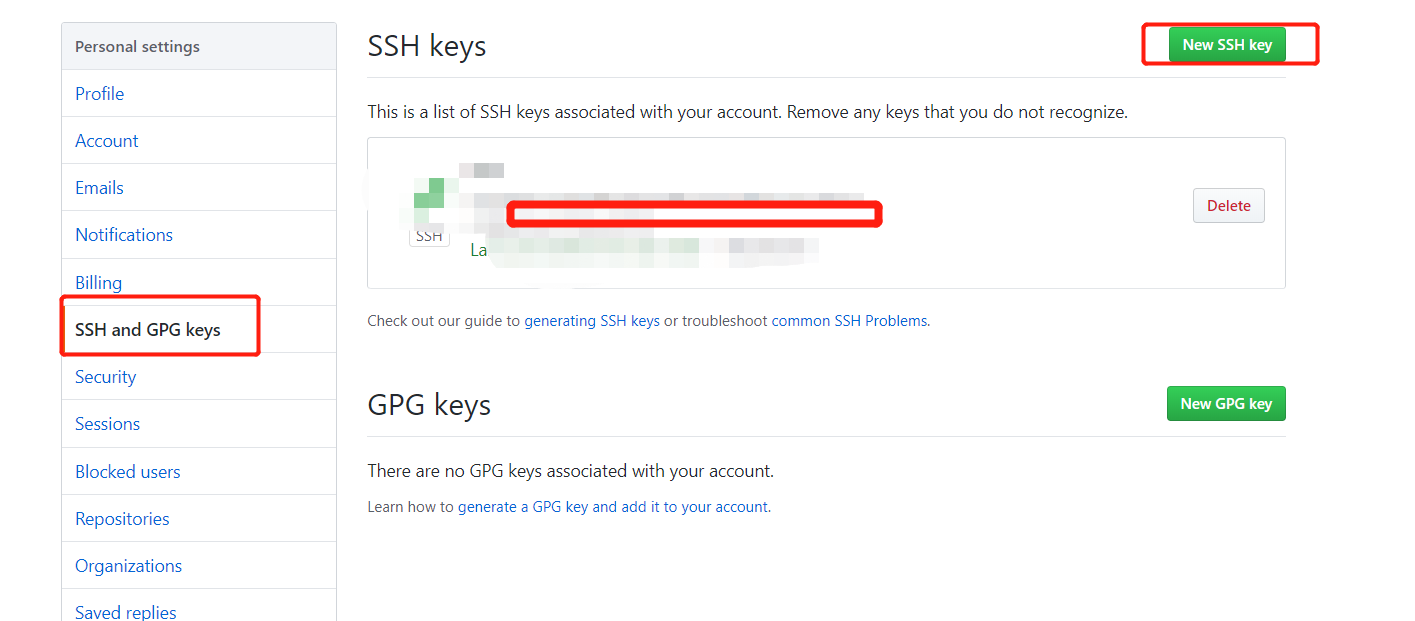 Personal settings
Profile
Account
Emails
Notifications
Billing
SSH and GPG keys
Security
Sessions
Blocked users
Repositories
Organizations
Saved replies
SSH keys
New SSH key
This is a list of SSH keys associated with your account. Remove any keys that you do not recognize.
SSH
La
Delete
Check out our guide to generating SSH keys or troubleshoot common SSH Problems.
GPG keys
New GPG key
There are no GPG keys associated with your account.
Learn how to generate a GPG key and add it to your account.